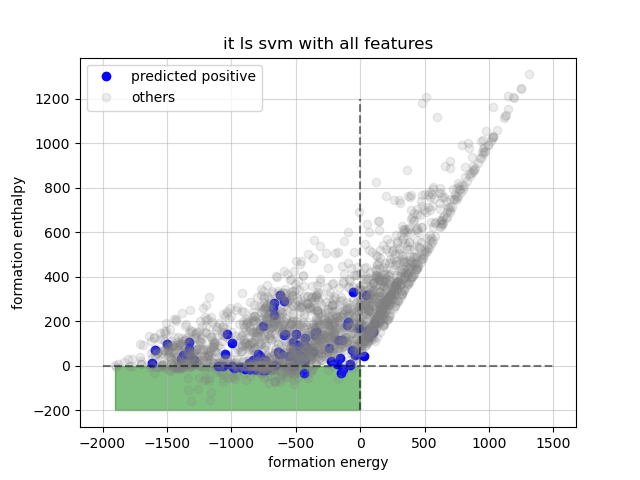 it ls svm with all features
predicted positive
others
1200
1000
800
600
400
200
0
−200
formation enthalpy
−2000 −1500 −1000 −500 0 500 1000 1500
formation energy